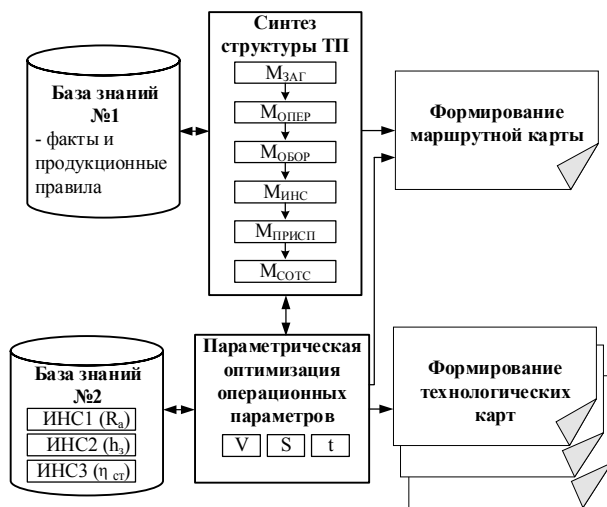 Синтез
структуры ТП
МЗАГ
МОПЕР
МОБОР
МИНС
МПРИСП
МСОТС
База знаний
№1
- факты и
продукционные
правила
Формирование
маршрутной карты
База знаний
№2
ИНС1 (Ra)
ИНС2 (hз)
ИНС3 (η ст)
Параметрическая
оптимизация
операционных
параметров
V S t
Формирование
технологических
карт